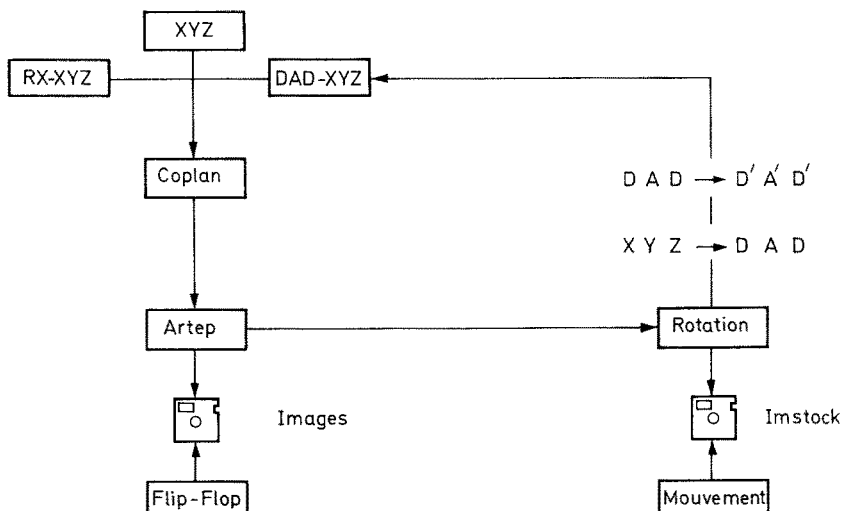 XYZ
RX-XYZ
DAD-XYZ
Coplan
D A D → D′ A′ D′
X Y Z → D A D
Artep
Rotation
Images
Imstock
Flip-Flop
Mouvement